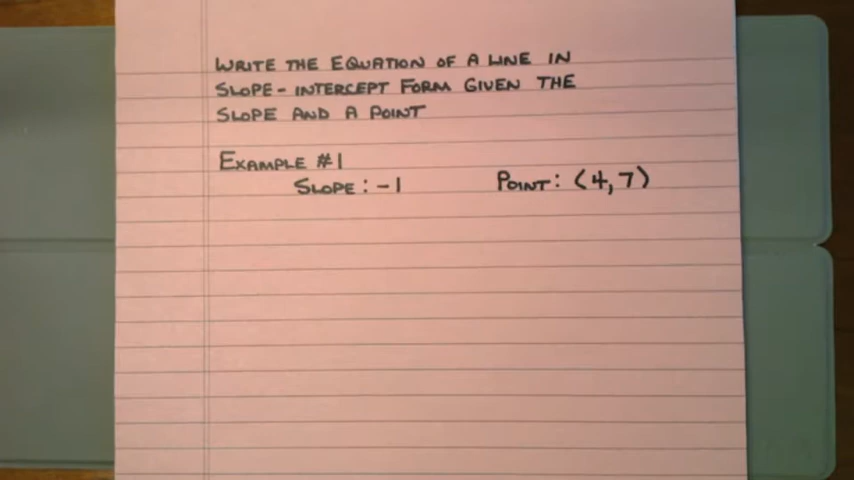 WRITE THE EQUATION OF A LINE IN
SLOPE-INTERCEPT FORM GIVEN THE
SLOPE AND A POINT
EXAMPLE #1
SLOPE: -1 POINT: (4,7)